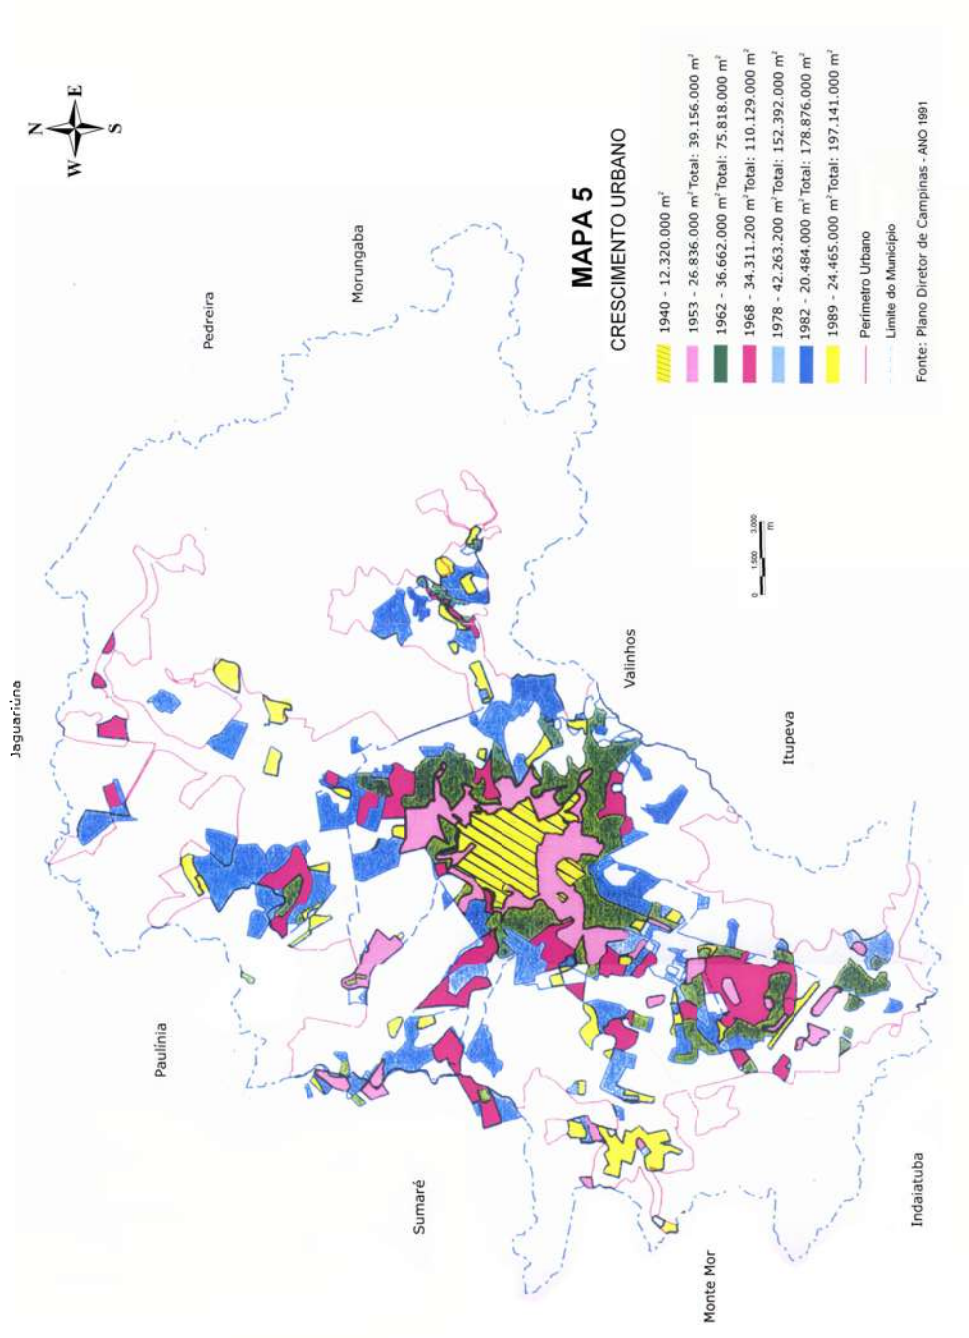 N
W E
S
Jaguariúna
Pedreira
Morungaba
Paulínia
Sumaré
Valinhos
Itupeva
Monte Mor
Indaiatuba
0 1.500 3.000
m
MAPA 5
CRESCIMENTO URBANO
1940 - 12.320.000 m²
1953 - 26.836.000 m² Total: 39.156.000 m²
1962 - 36.662.000 m² Total: 75.818.000 m²
1968 - 34.311.200 m² Total: 110.129.000 m²
1978 - 42.263.200 m² Total: 152.392.000 m²
1982 - 20.484.000 m² Total: 178.876.000 m²
1989 - 24.465.000 m² Total: 197.141.000 m²
Perímetro Urbano
Limite do Município
Fonte: Plano Diretor de Campinas - ANO 1991